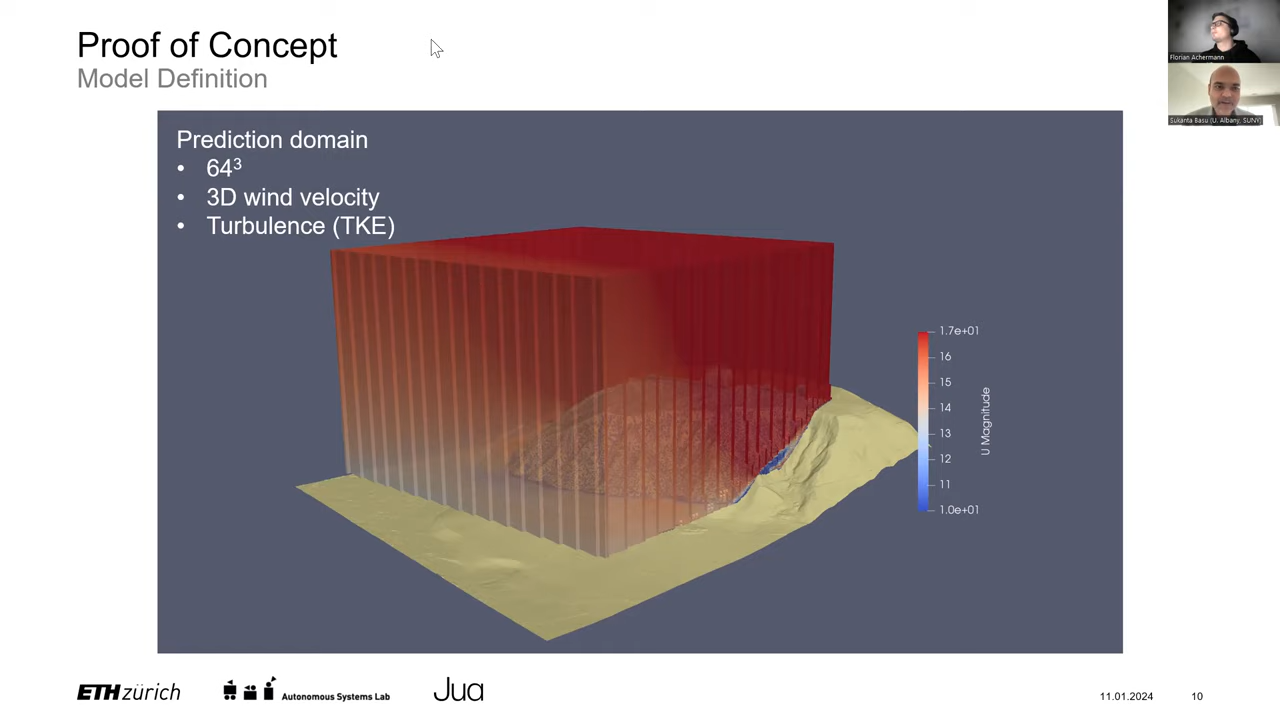 Proof of Concept
Model Definition
Florian Achermann
Sukanta Basu (U. Albany, SUNY)
Prediction domain
• 64³
• 3D wind velocity
• Turbulence (TKE)
1.7e+01
16
15
14
13
12
11
1.0e+01
U Magnitude
ETH zürich
Autonomous Systems Lab
Jua
11.01.2024
10